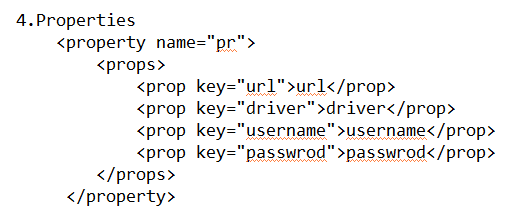 4.Properties
<property name="pr">
<props>
<prop key="url">url</prop>
<prop key="driver">driver</prop>
<prop key="username">username</prop>
<prop key="passwrod">passwrod</prop>
</props>
</property>